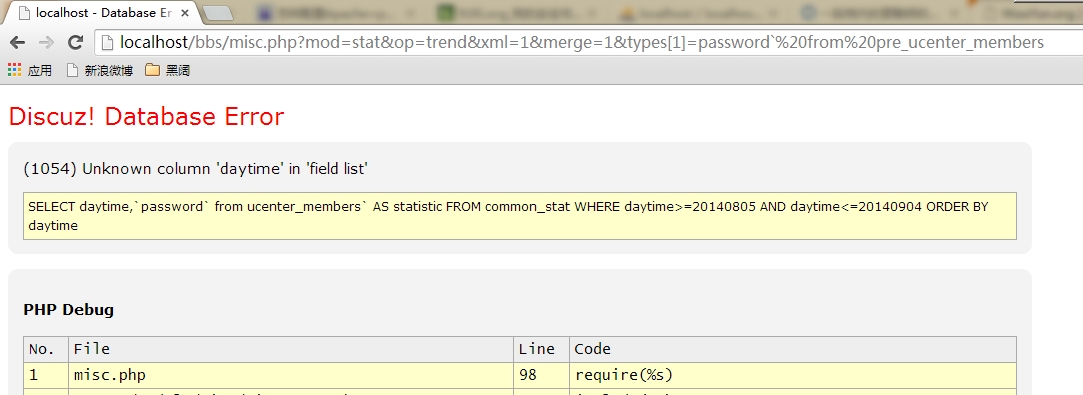 localhost - Database Er
localhost/bbs/misc.php?mod=stat&op=trend&xml=1&merge=1&types[1]=password`%20from%20pre_ucenter_members
应用 新浪微博 黑阔
Discuz! Database Error
(1054) Unknown column 'daytime' in 'field list'
SELECT daytime,`password` from ucenter_members` AS statistic FROM common_stat WHERE daytime>=20140805 AND daytime<=20140904 ORDER BY
daytime
PHP Debug
No. File Line Code
1 misc.php 98 require(%s)